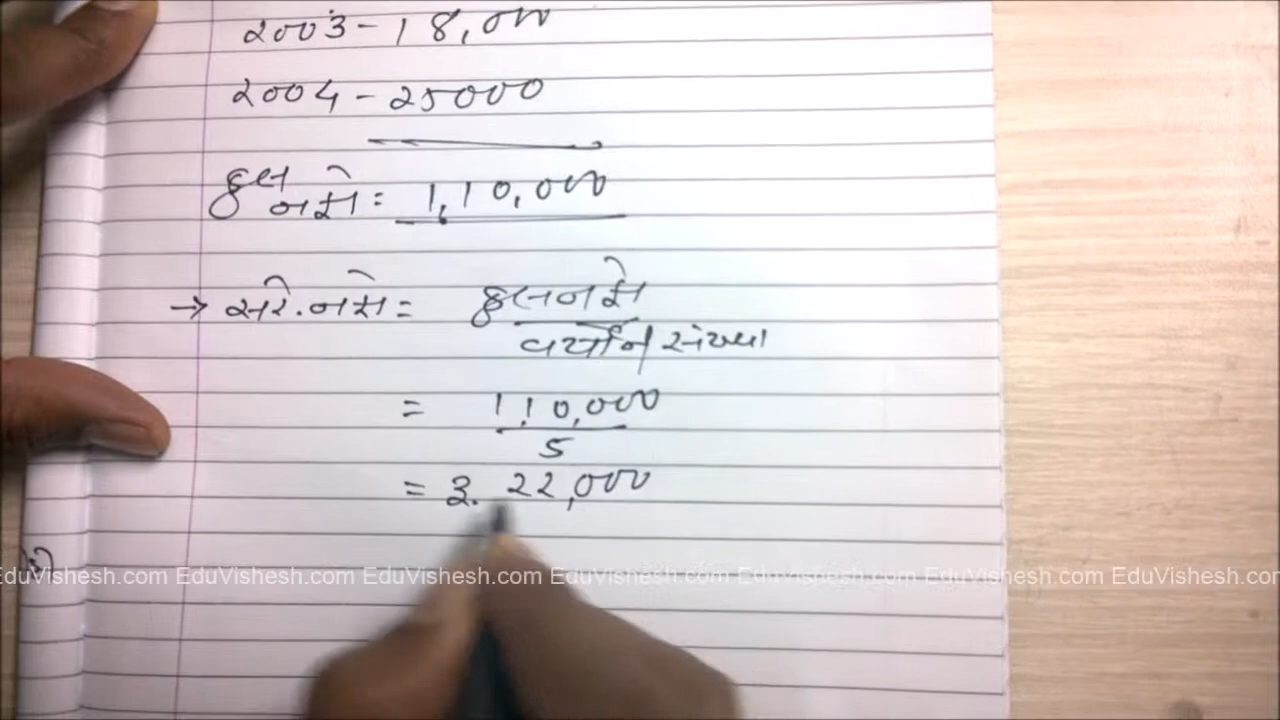 2003 - 18,000
2004 - 25000
કુલ નફો = 1,10,000
→ સરે. નફો = કુલ નફો
વર્ષોની સંખ્યા
= 1,10,000
5
= રૂ. 22,000
EduVishesh.com EduVishesh.com EduVishesh.com EduVishesh.com EduVishesh.com EduVishesh.com EduVishesh.com